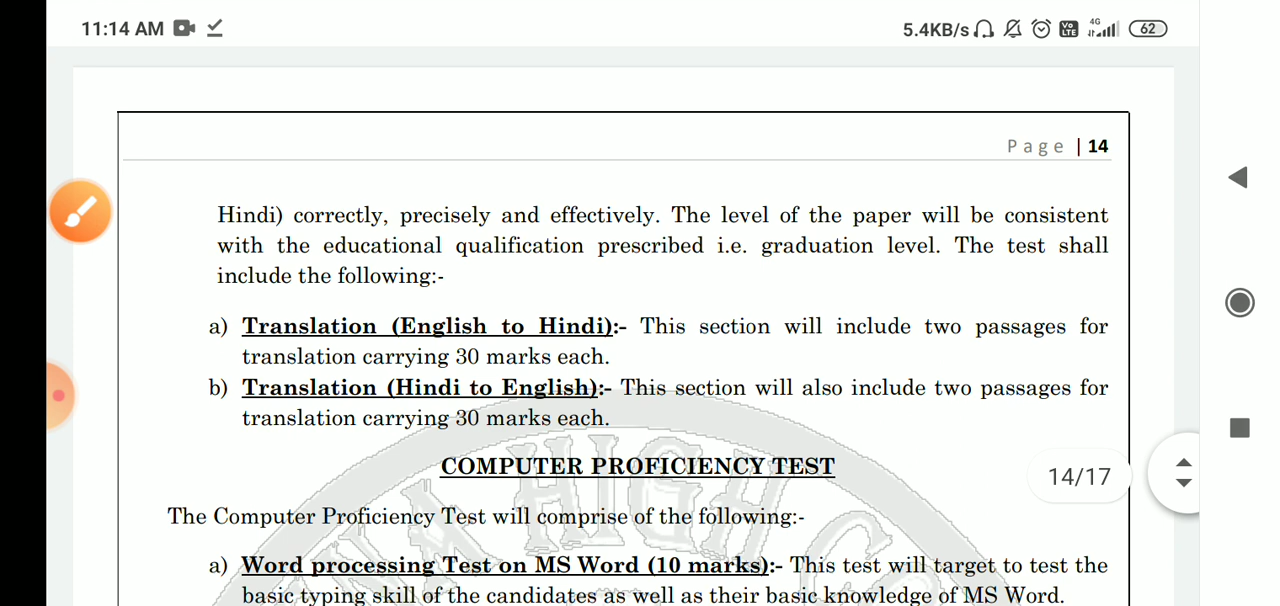 11:14 AM
5.4KB/s 4G Vo LTE 62
Page | 14
Hindi) correctly, precisely and effectively. The level of the paper will be consistent
with the educational qualification prescribed i.e. graduation level. The test shall
include the following:-
a) Translation (English to Hindi):- This section will include two passages for
translation carrying 30 marks each.
b) Translation (Hindi to English):- This section will also include two passages for
translation carrying 30 marks each.
COMPUTER PROFICIENCY TEST
14/17
The Computer Proficiency Test will comprise of the following:-
a) Word processing Test on MS Word (10 marks):- This test will target to test the
basic typing skill of the candidates as well as their basic knowledge of MS Word.
HIGH